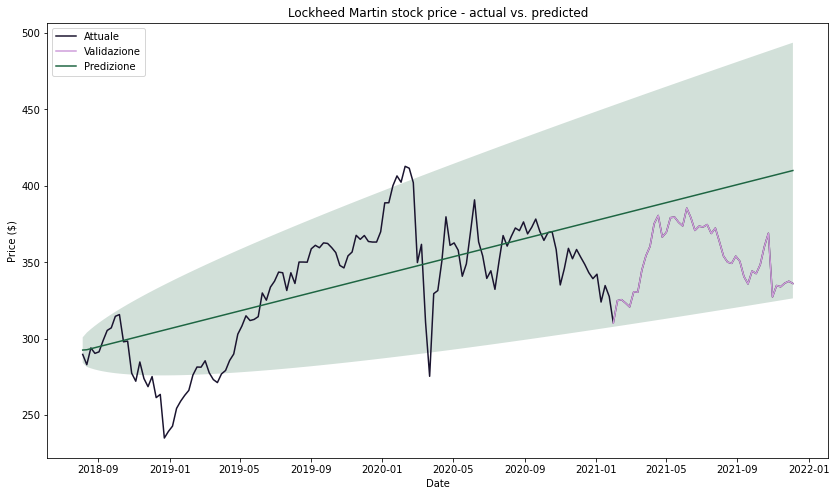 Lockheed Martin stock price - actual vs. predicted
Attuale
Validazione
Predizione
Price ($)
500
450
400
350
300
250
2018-09
2019-01
2019-05
2019-09
2020-01
2020-05
2020-09
2021-01
2021-05
2021-09
2022-01
Date